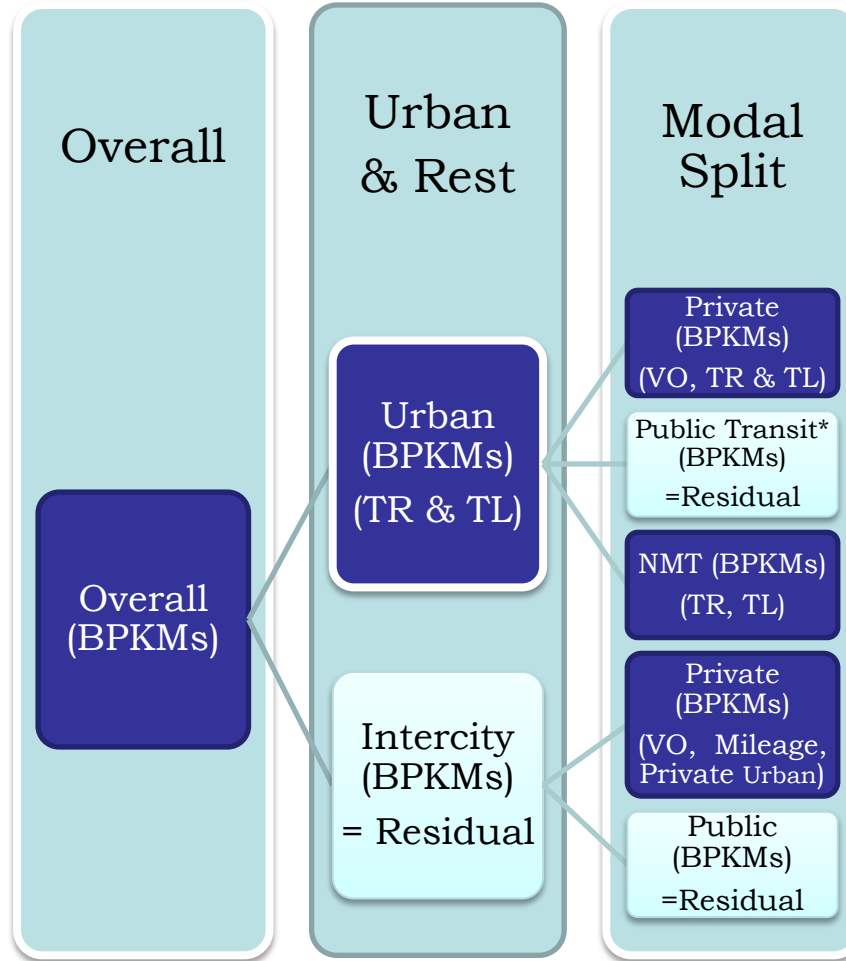 Overall
Urban
& Rest
Modal
Split
Overall
(BPKMs)
Urban
(BPKMs)
(TR & TL)
Intercity
(BPKMs)
= Residual
Private
(BPKMs)
(VO, TR & TL)
Public Transit*
(BPKMs)
=Residual
NMT (BPKMs)
(TR, TL)
Private
(BPKMs)
(VO, Mileage,
Private Urban)
Public
(BPKMs)
=Residual